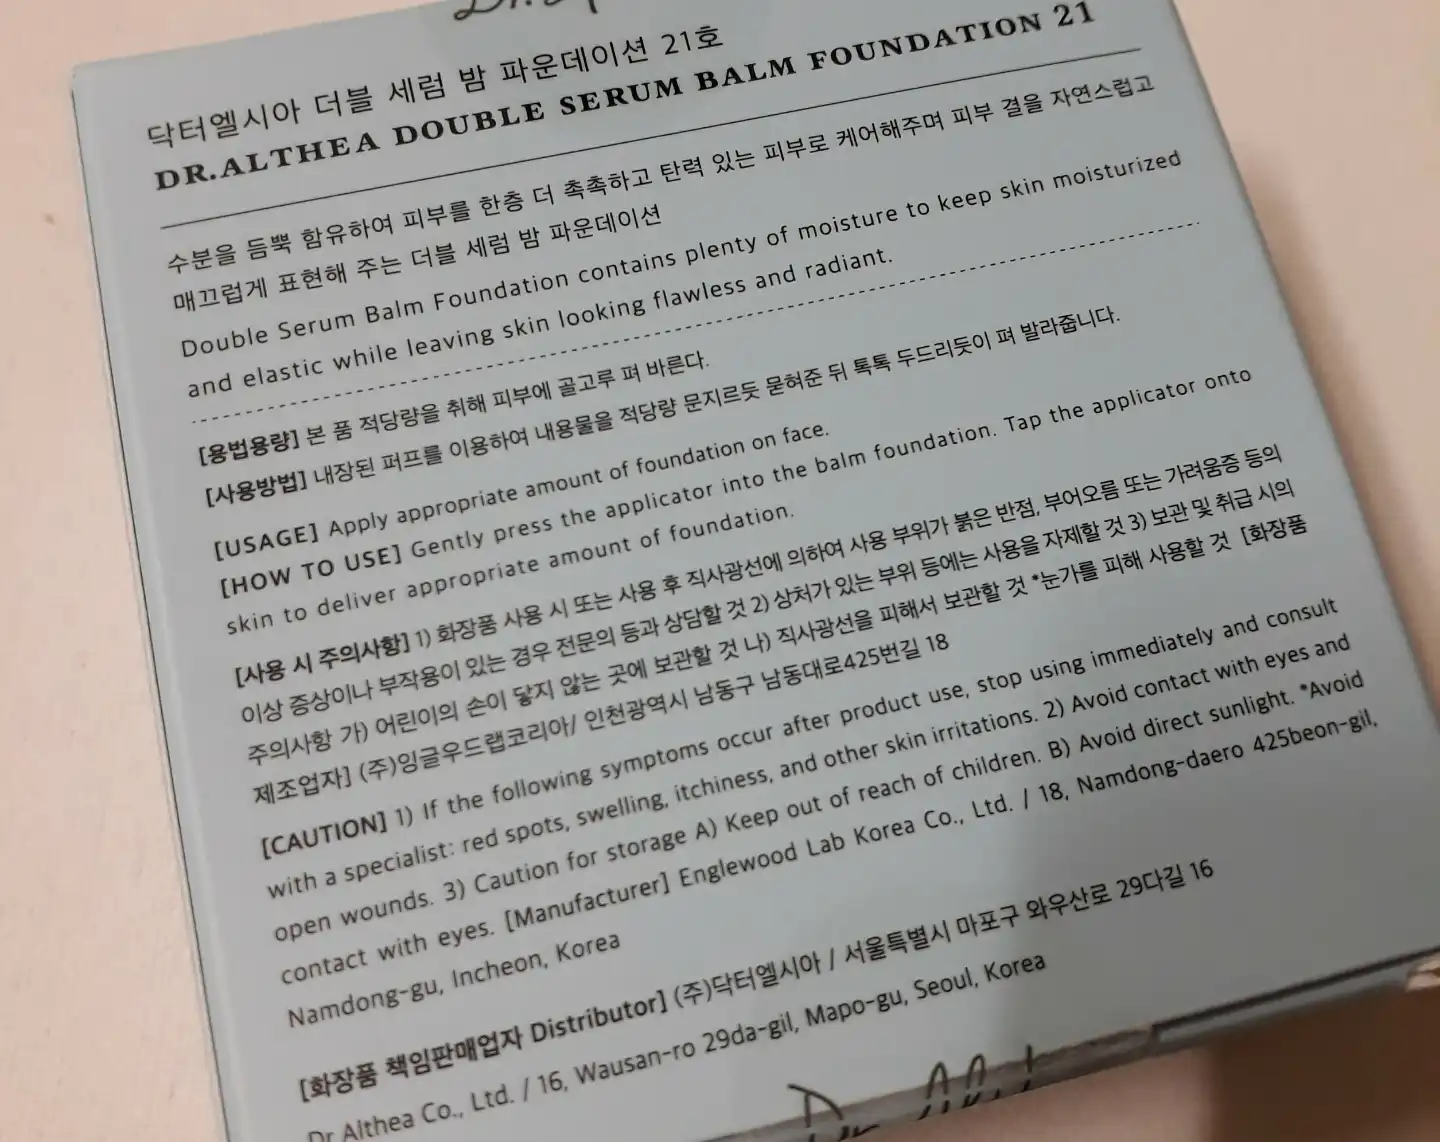 Dr.
닥터엘시아 더블 세럼 밤 파운데이션 21호
DR.ALTHEA DOUBLE SERUM BALM FOUNDATION 21
수분을 듬뿍 함유하여 피부를 한층 더 촉촉하고 탄력 있는 피부로 케어해주며 피부 결을 자연스럽고
매끄럽게 표현해 주는 더블 세럼 밤 파운데이션
Double Serum Balm Foundation contains plenty of moisture to keep skin moisturized
and elastic while leaving skin looking flawless and radiant.
[용법용량] 본 품 적당량을 취해 피부에 골고루 펴 바른다.
[사용방법] 내장된 퍼프를 이용하여 내용물을 적당량 문지르듯 묻혀준 뒤 톡톡 두드리듯이 펴 발라줍니다.
[USAGE] Apply appropriate amount of foundation on face.
[HOW TO USE] Gently press the applicator into the balm foundation. Tap the applicator onto
skin to deliver appropriate amount of foundation.
[사용 시 주의사항] 1) 화장품 사용 시 또는 사용 후 직사광선에 의하여 사용 부위가 붉은 반점, 부어오름 또는 가려움증 등의
이상 증상이나 부작용이 있는 경우 전문의 등과 상담할 것 2) 상처가 있는 부위 등에는 사용을 자제할 것 3) 보관 및 취급 시의
주의사항 가) 어린이의 손이 닿지 않는 곳에 보관할 것 나) 직사광선을 피해서 보관할 것 *눈가를 피해 사용할 것 [화장품
제조업자] (주)잉글우드랩코리아/ 인천광역시 남동구 남동대로425번길 18
[CAUTION] 1) If the following symptoms occur after product use, stop using immediately and consult
with a specialist: red spots, swelling, itchiness, and other skin irritations. 2) Avoid contact with eyes and
open wounds. 3) Caution for storage A) Keep out of reach of children. B) Avoid direct sunlight. *Avoid
contact with eyes. [Manufacturer] Englewood Lab Korea Co., Ltd. / 18, Namdong-daero 425beon-gil,
Namdong-gu, Incheon, Korea
[화장품 책임판매업자 Distributor] (주)닥터엘시아 / 서울특별시 마포구 와우산로 29다길 16
Dr Althea Co., Ltd. / 16, Wausan-ro 29da-gil, Mapo-gu, Seoul, Korea